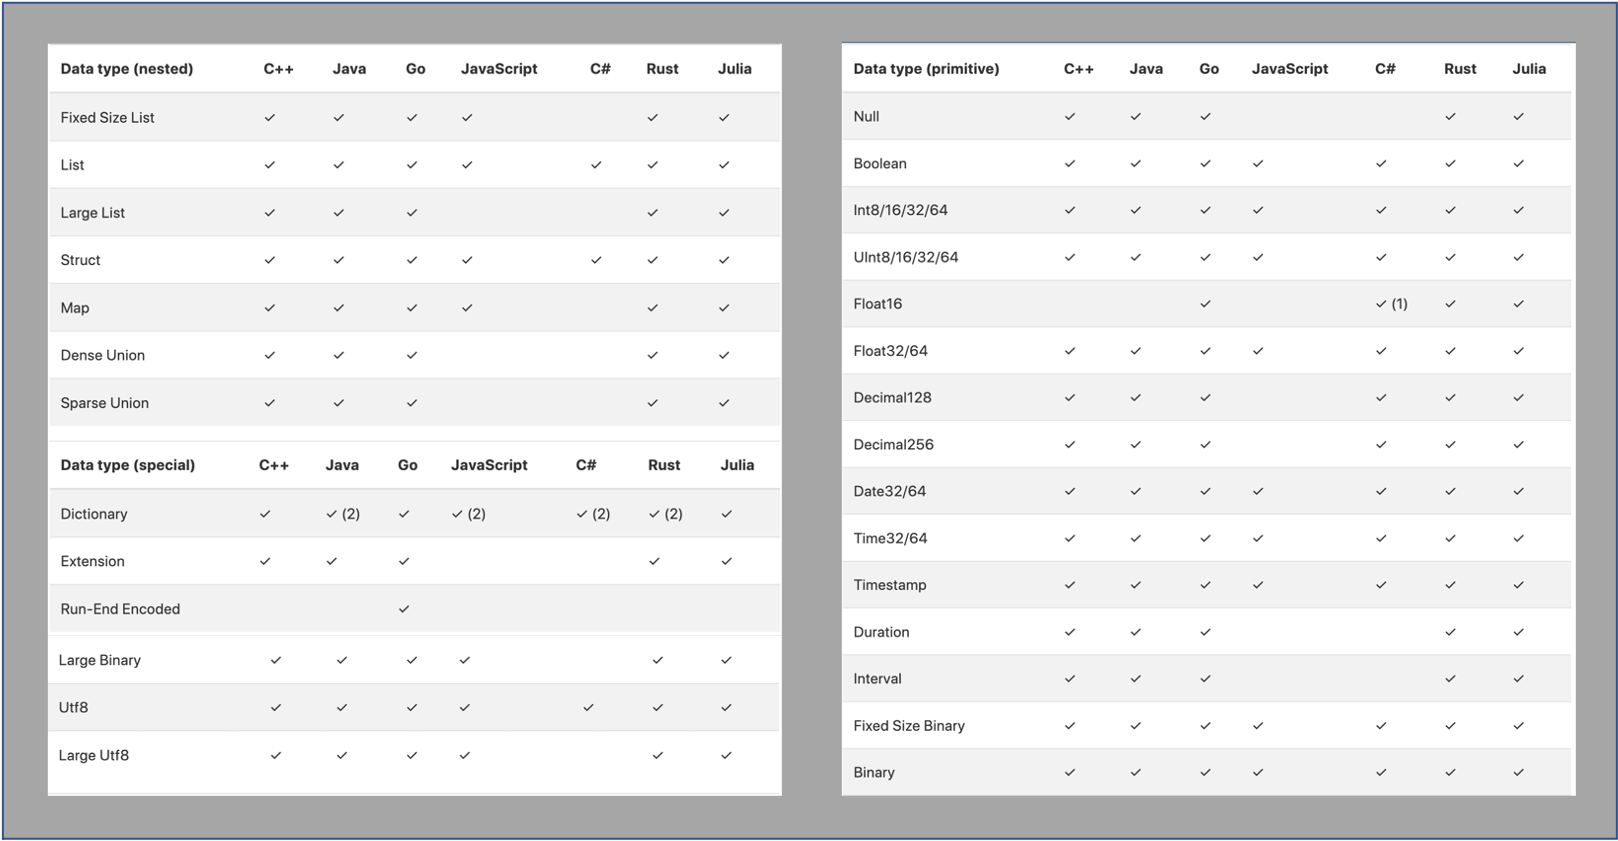 Data type (nested) C++ Java Go JavaScript C# Rust Julia
Fixed Size List ✓ ✓ ✓ ✓ ✓ ✓
List ✓ ✓ ✓ ✓ ✓ ✓ ✓
Large List ✓ ✓ ✓ ✓ ✓
Struct ✓ ✓ ✓ ✓ ✓ ✓ ✓
Map ✓ ✓ ✓ ✓ ✓ ✓
Dense Union ✓ ✓ ✓ ✓ ✓
Sparse Union ✓ ✓ ✓ ✓ ✓
Data type (special) C++ Java Go JavaScript C# Rust Julia
Dictionary ✓ ✓ (2) ✓ ✓ (2) ✓ (2) ✓ (2) ✓
Extension ✓ ✓ ✓ ✓ ✓
Run-End Encoded ✓
Large Binary ✓ ✓ ✓ ✓ ✓ ✓
Utf8 ✓ ✓ ✓ ✓ ✓ ✓ ✓
Large Utf8 ✓ ✓ ✓ ✓ ✓ ✓
Data type (primitive) C++ Java Go JavaScript C# Rust Julia
Null ✓ ✓ ✓ ✓ ✓
Boolean ✓ ✓ ✓ ✓ ✓ ✓ ✓
Int8/16/32/64 ✓ ✓ ✓ ✓ ✓ ✓ ✓
UInt8/16/32/64 ✓ ✓ ✓ ✓ ✓ ✓ ✓
Float16 ✓ ✓ (1) ✓ ✓
Float32/64 ✓ ✓ ✓ ✓ ✓ ✓ ✓
Decimal128 ✓ ✓ ✓ ✓ ✓ ✓
Decimal256 ✓ ✓ ✓ ✓ ✓ ✓
Date32/64 ✓ ✓ ✓ ✓ ✓ ✓ ✓
Time32/64 ✓ ✓ ✓ ✓ ✓ ✓ ✓
Timestamp ✓ ✓ ✓ ✓ ✓ ✓ ✓
Duration ✓ ✓ ✓ ✓ ✓
Interval ✓ ✓ ✓ ✓ ✓
Fixed Size Binary ✓ ✓ ✓ ✓ ✓ ✓ ✓
Binary ✓ ✓ ✓ ✓ ✓ ✓ ✓